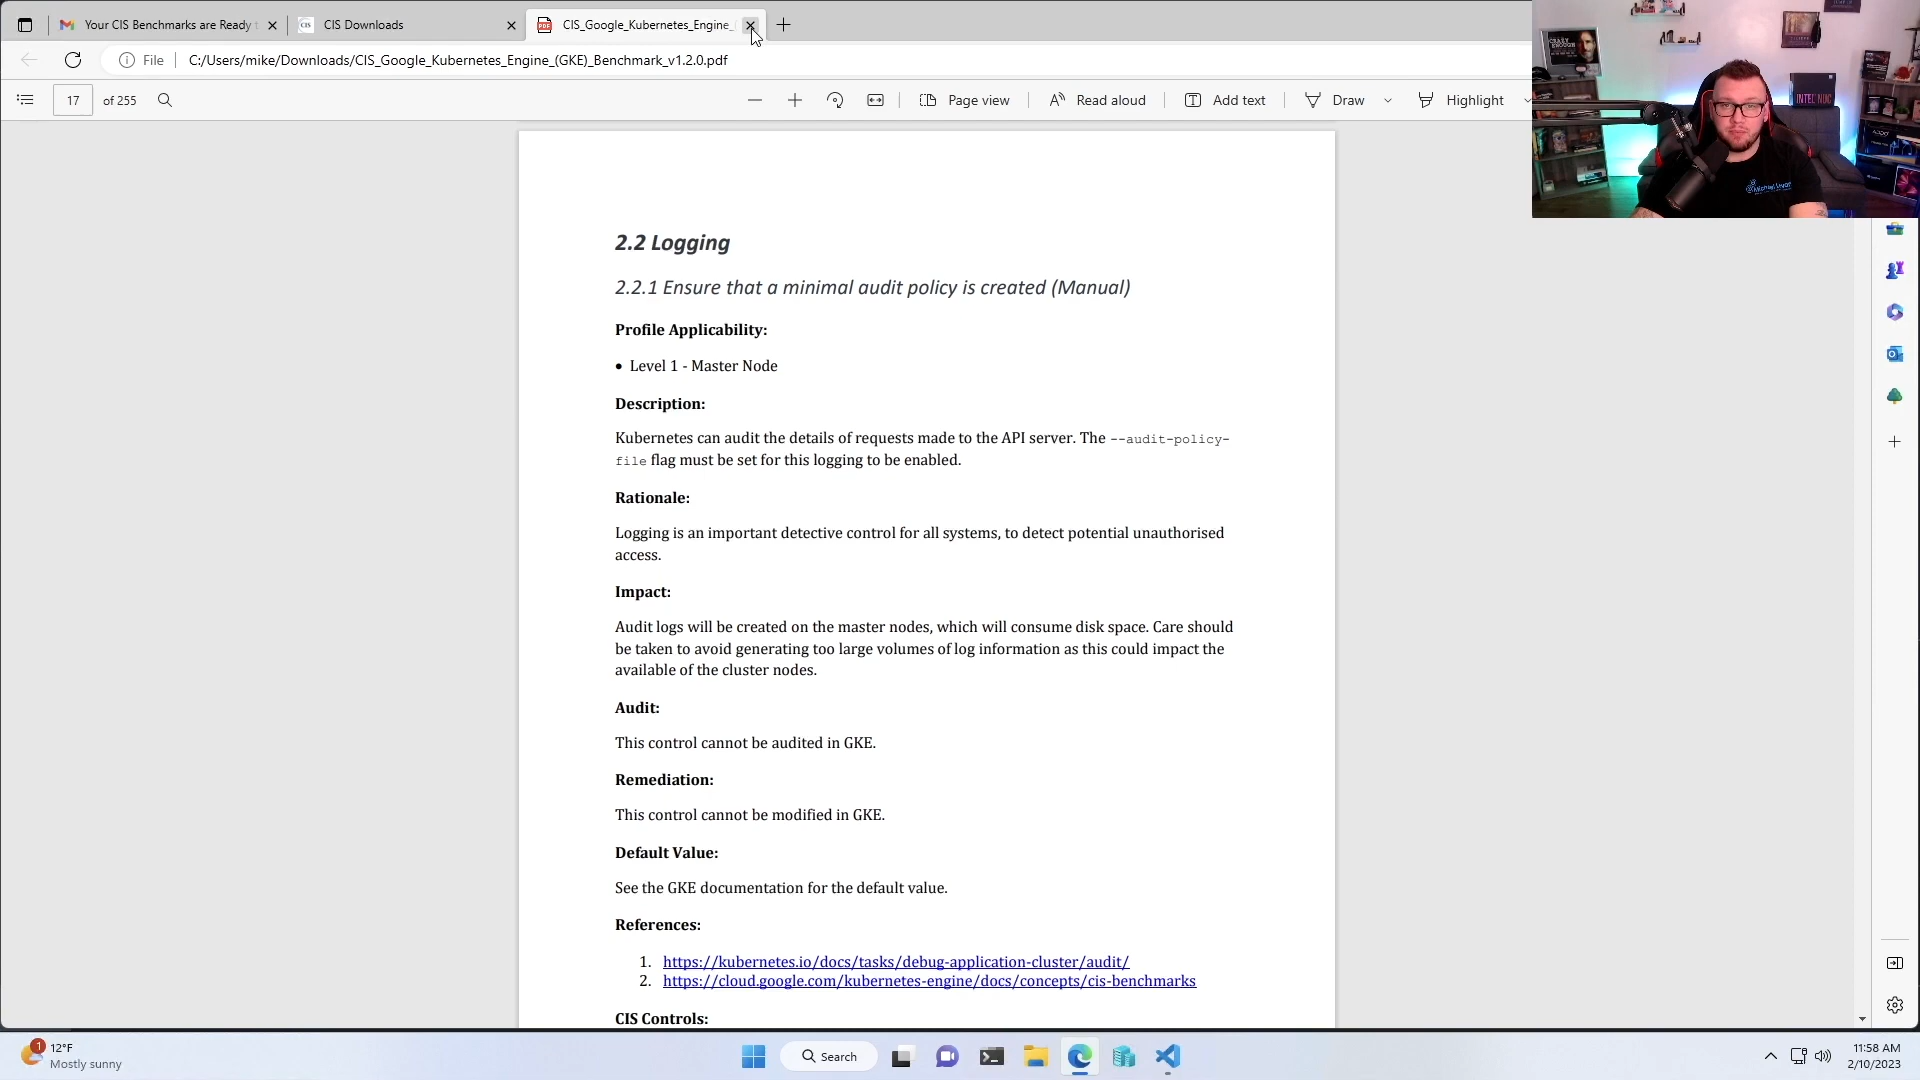 Your CIS Benchmarks are Ready
CIS Downloads
CIS_Google_Kubernetes_Engine_(
File
C:/Users/mike/Downloads/CIS_Google_Kubernetes_Engine_(GKE)_Benchmark_v1.2.0.pdf
17 of 255
Page view
Read aloud
Add text
Draw
Highlight
INTEL NUC
2.2 Logging
2.2.1 Ensure that a minimal audit policy is created (Manual)
Profile Applicability:
• Level 1 - Master Node
Description:
Kubernetes can audit the details of requests made to the API server. The --audit-policy-
file flag must be set for this logging to be enabled.
Rationale:
Logging is an important detective control for all systems, to detect potential unauthorised
access.
Impact:
Audit logs will be created on the master nodes, which will consume disk space. Care should
be taken to avoid generating too large volumes of log information as this could impact the
available of the cluster nodes.
Audit:
This control cannot be audited in GKE.
Remediation:
This control cannot be modified in GKE.
Default Value:
See the GKE documentation for the default value.
References:
1. https://kubernetes.io/docs/tasks/debug-application-cluster/audit/
2. https://cloud.google.com/kubernetes-engine/docs/concepts/cis-benchmarks
CIS Controls:
1
12°F
Mostly sunny
Search
11:58 AM
2/10/2023